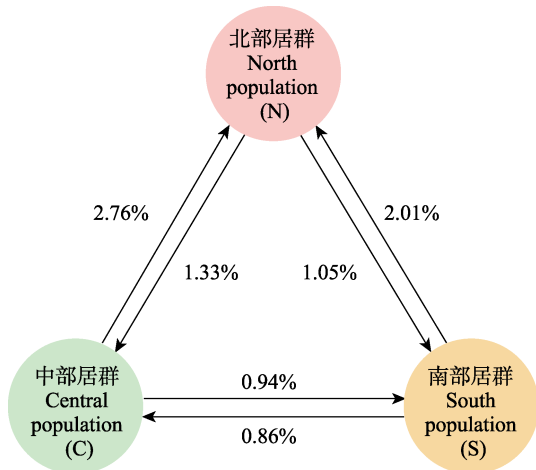 北部居群
North
population
(N)
2.76%
2.01%
1.33%
1.05%
中部居群
Central
population
(C)
0.94%
0.86%
南部居群
South
population
(S)